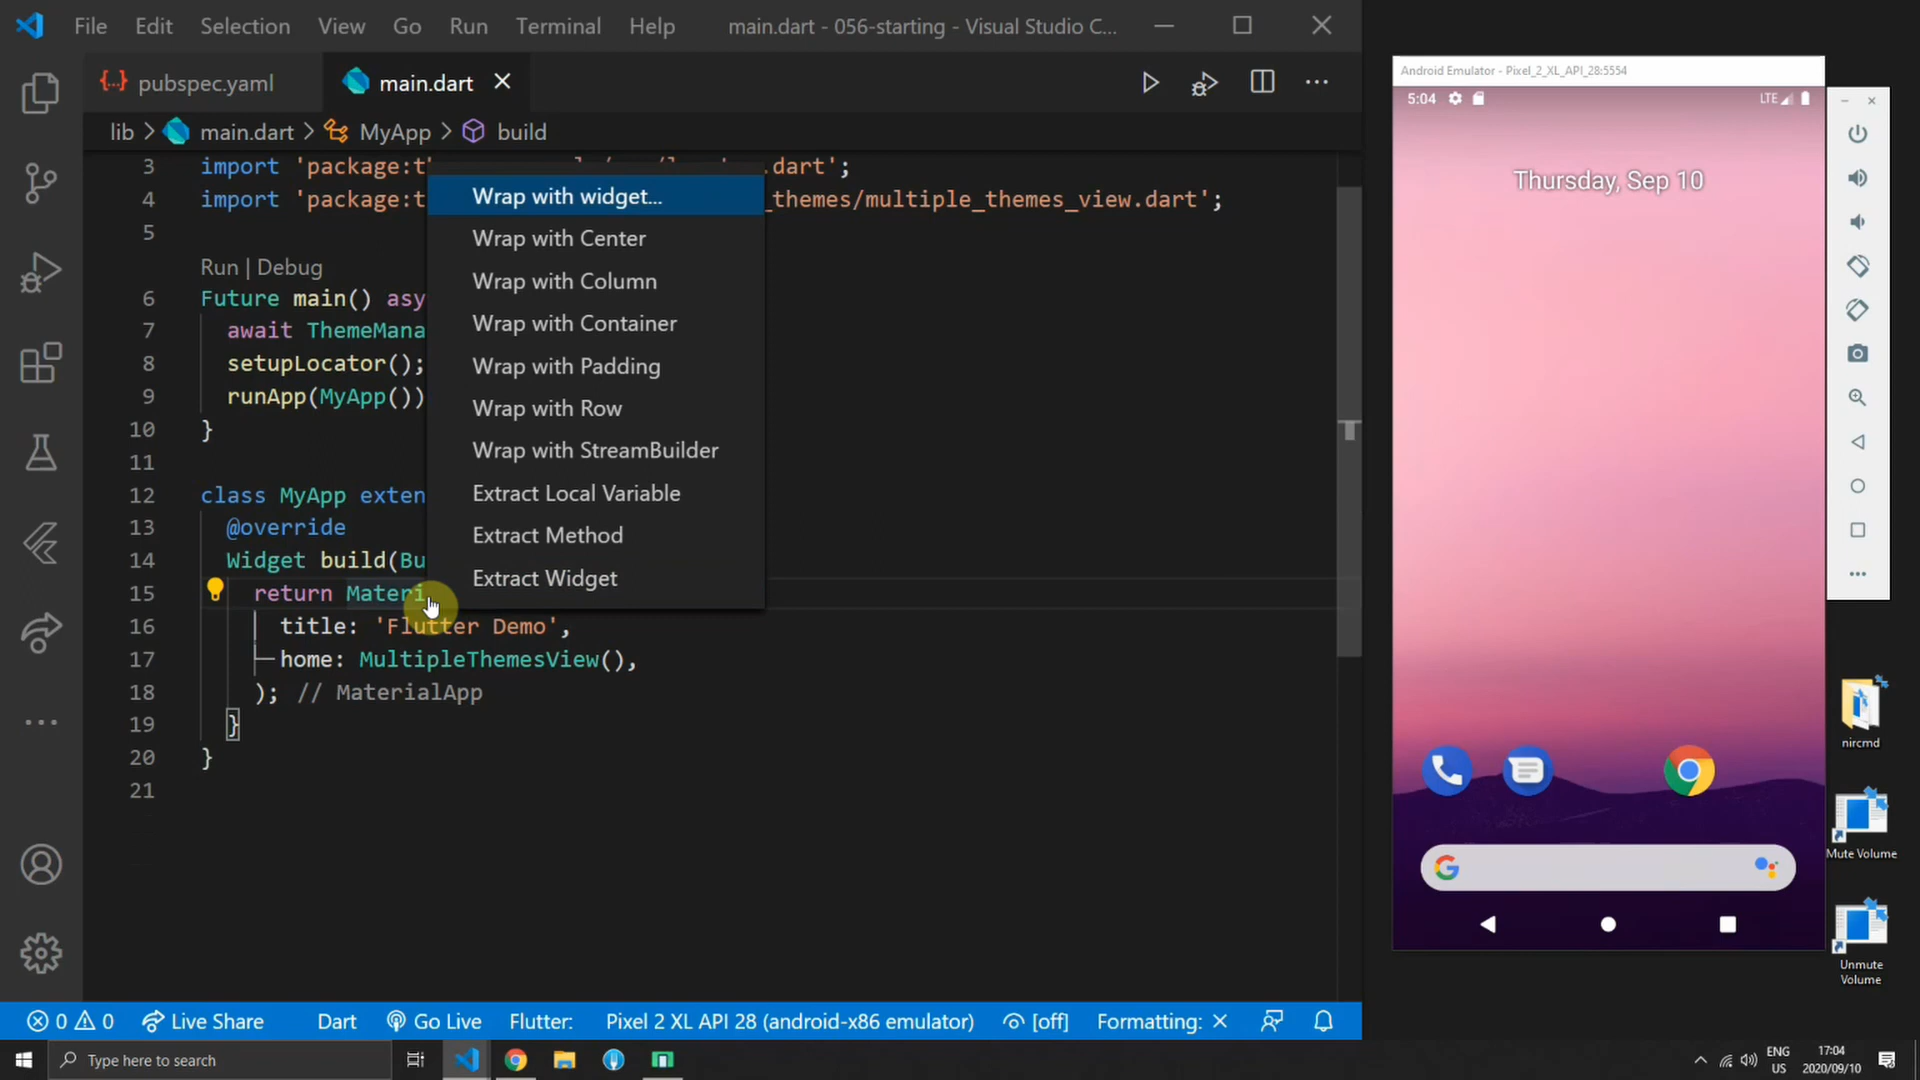 File Edit Selection View Go Run Terminal Help main.dart - 056-starting - Visual Studio C...
{..} pubspec.yaml main.dart
lib > main.dart > MyApp > build
3 import 'package:th .dart';
4 import 'package:t _themes/multiple_themes_view.dart';
5
Run | Debug
6 Future main() asy
7 await ThemeMana
8 setupLocator();
9 runApp(MyApp())
10 }
11
12 class MyApp exten
13 @override
14 Widget build(Bu
15 return Materi
16 title: 'Flutter Demo',
17 home: MultipleThemesView(),
18 ); // MaterialApp
19 }
20 }
21
Wrap with widget...
Wrap with Center
Wrap with Column
Wrap with Container
Wrap with Padding
Wrap with Row
Wrap with StreamBuilder
Extract Local Variable
Extract Method
Extract Widget
0 0 Live Share Dart Go Live Flutter: Pixel 2 XL API 28 (android-x86 emulator) [off] Formatting: ×
Type here to search
Android Emulator - Pixel_2_XL_API_28:5554
5:04 LTE
Thursday, Sep 10
G
nircmd
Mute Volume
Unmute
Volume
ENG
US
17:04
2020/09/10